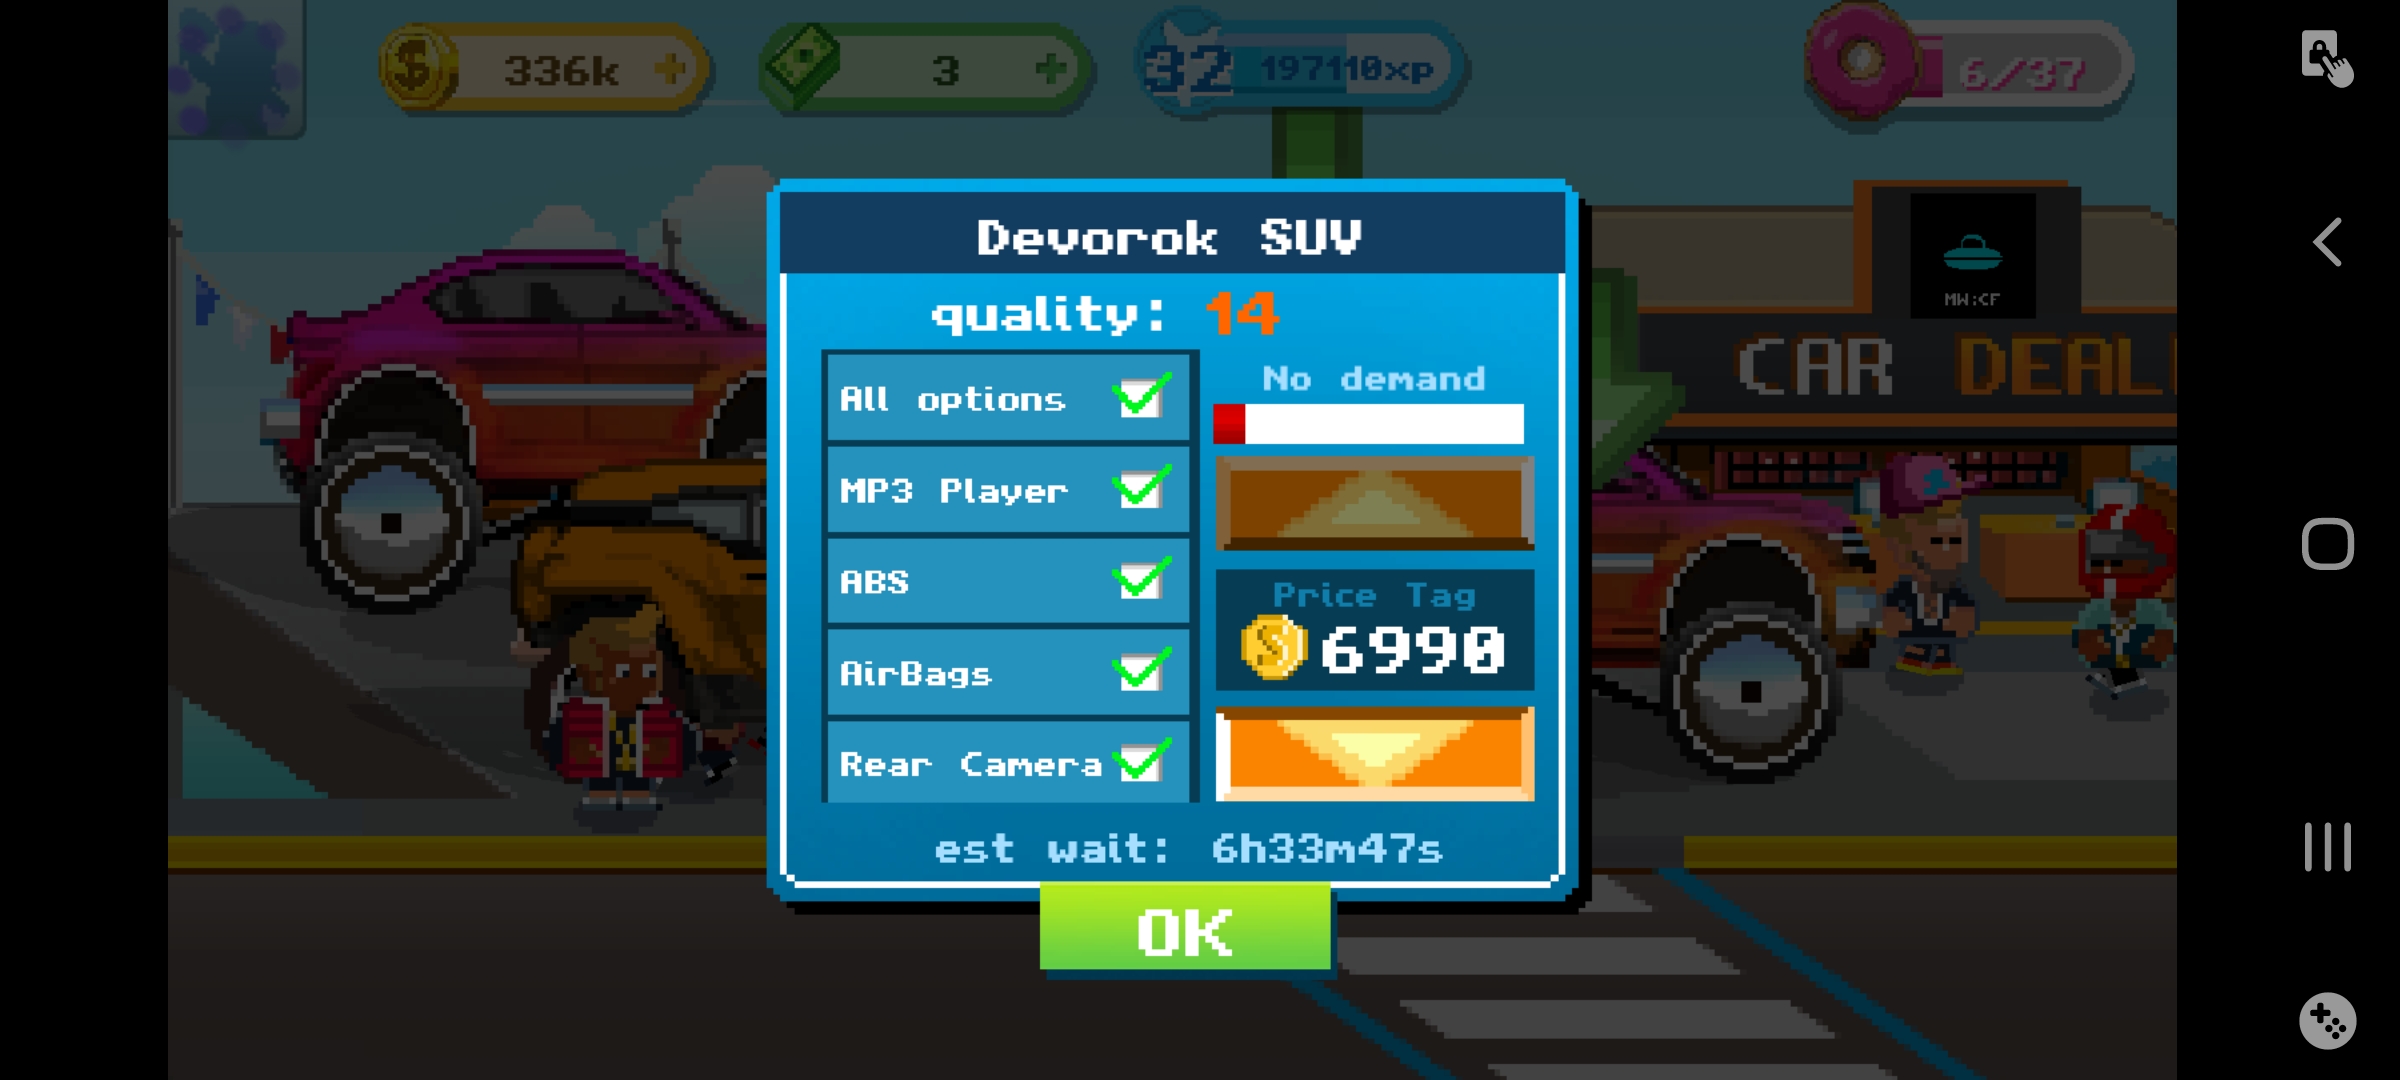 336k
3
32
197110xp
6/37
Devorok SUV
quality: 14
All options
MP3 Player
ABS
AirBags
Rear Camera
No demand
Price Tag
6990
est wait: 6h33m47s
OK
MW:CF
CAR DEAL